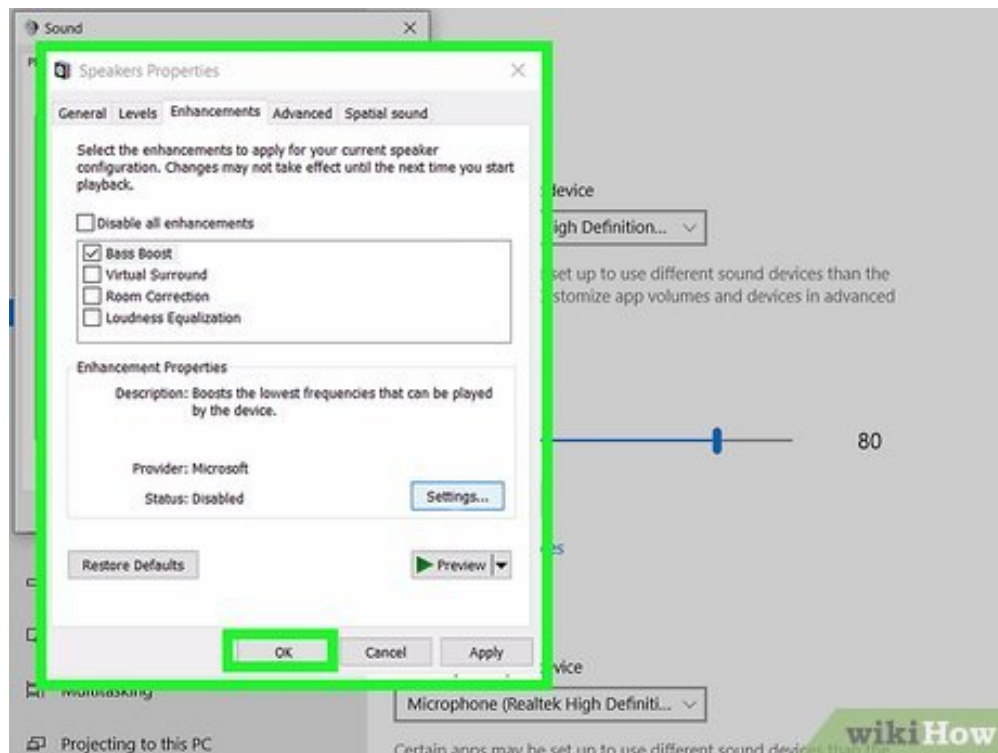 Sound
Speakers Properties
General Levels Enhancements Advanced Spatial sound
Select the enhancements to apply for your current speaker
configuration. Changes may not take effect until the next time you start
playback.
Disable all enhancements
Bass Boost
Virtual Surround
Room Correction
Loudness Equalization
Enhancement Properties
Description: Boosts the lowest frequencies that can be played
by the device.
Provider: Microsoft
Status: Disabled
Settings...
Restore Defaults
Preview
OK
Cancel
Apply
device
igh Definition...
set up to use different sound devices than the
stomize app volumes and devices in advanced
80
es
vice
Microphone (Realtek High Definiti...
Certain apps may be set up to use different sound devices than the
Multitasking
Projecting to this PC
wikiHow